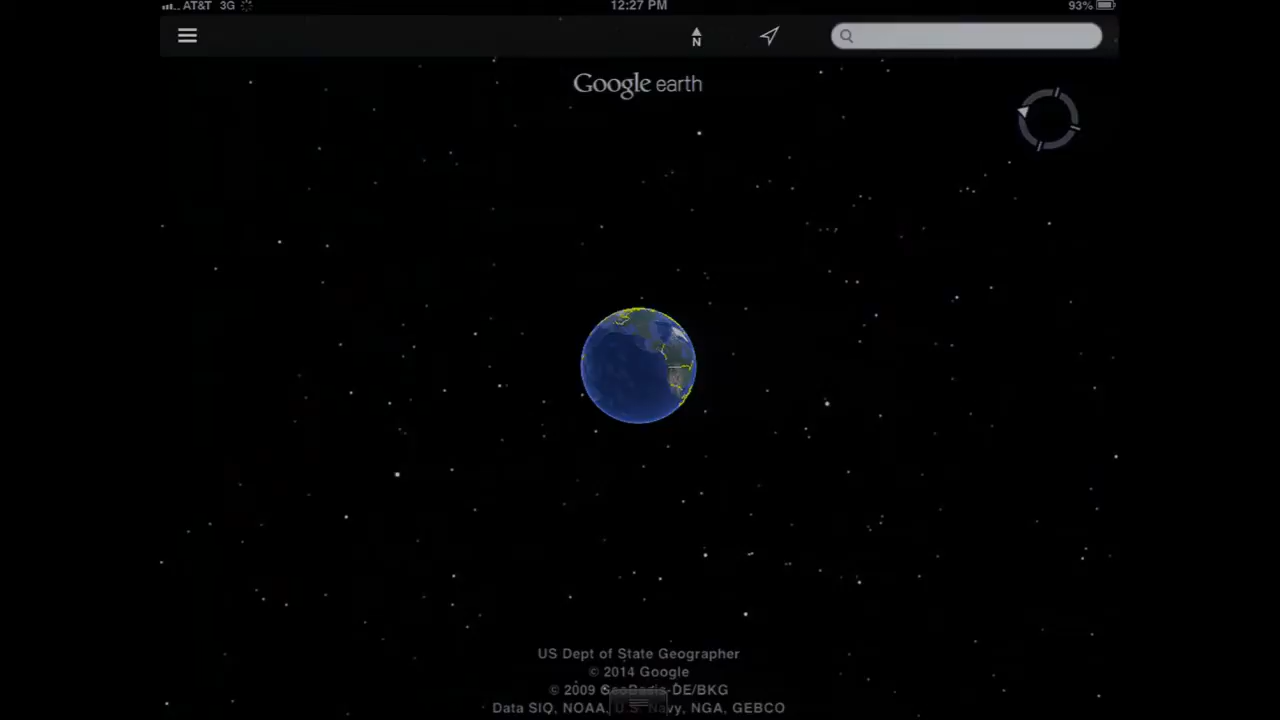 AT&T 3G 12:27 PM 93%
N
Google earth
US Dept of State Geographer
© 2014 Google
© 2009 GeoBasis-DE/BKG
Data SIO, NOAA, U.S. Navy, NGA, GEBCO